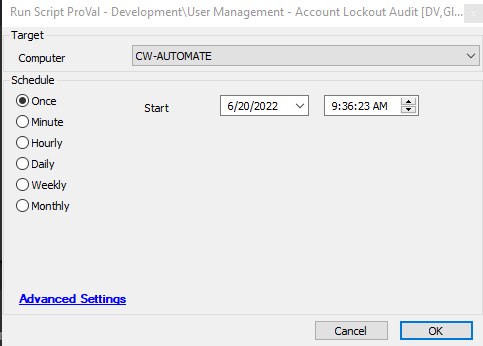 Run Script ProVal - Development\User Management - Account Lockout Audit [DV,GI...
Target
Computer CW-AUTOMATE
Schedule
Once Start 6/20/2022 9:36:23 AM
Minute
Hourly
Daily
Weekly
Monthly
Advanced Settings
Cancel OK